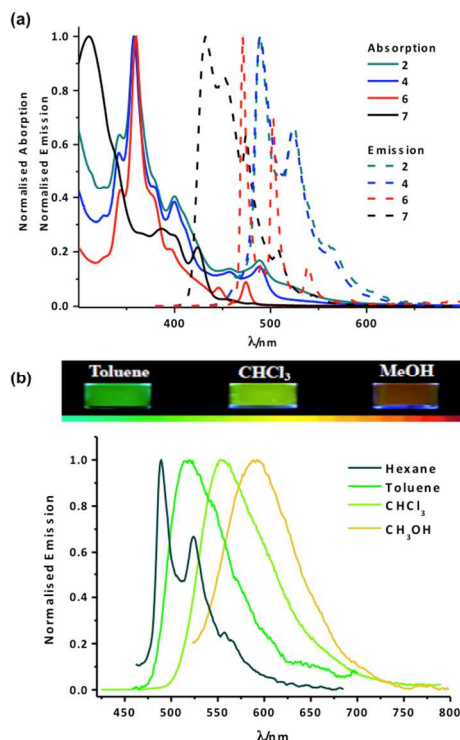 (a)
Absorption
2
4
6
7
Emission
2
4
6
7
Normalised Aborption
Normalised Emission
1.0
0.8
0.6
0.4
0.2
0.0
400 500 600
λ/nm
(b)
Toluene CHCl₃ MeOH
Hexane
Toluene
CHCl₃
CH₃OH
Normalised Emission
1.0
0.8
0.6
0.4
0.2
0.0
450 500 550 600 650 700 750 800
λ/nm